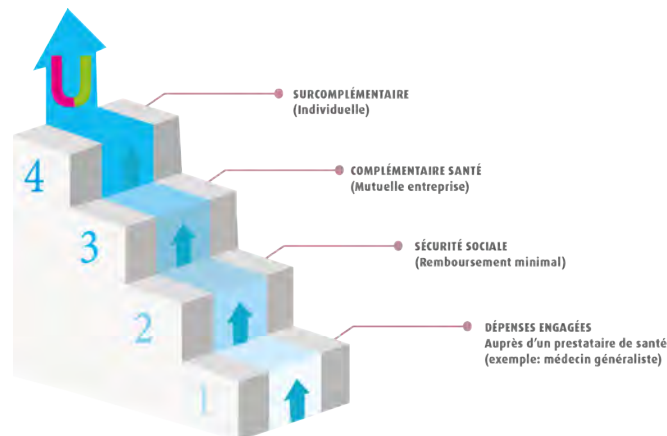 U
SURCOMPLÉMENTAIRE
(Individuelle)
4
COMPLÉMENTAIRE SANTÉ
(Mutuelle entreprise)
3
SÉCURITÉ SOCIALE
(Remboursement minimal)
2
DÉPENSES ENGAGÉES
Auprès d'un prestataire de santé
(exemple: médecin généraliste)
1